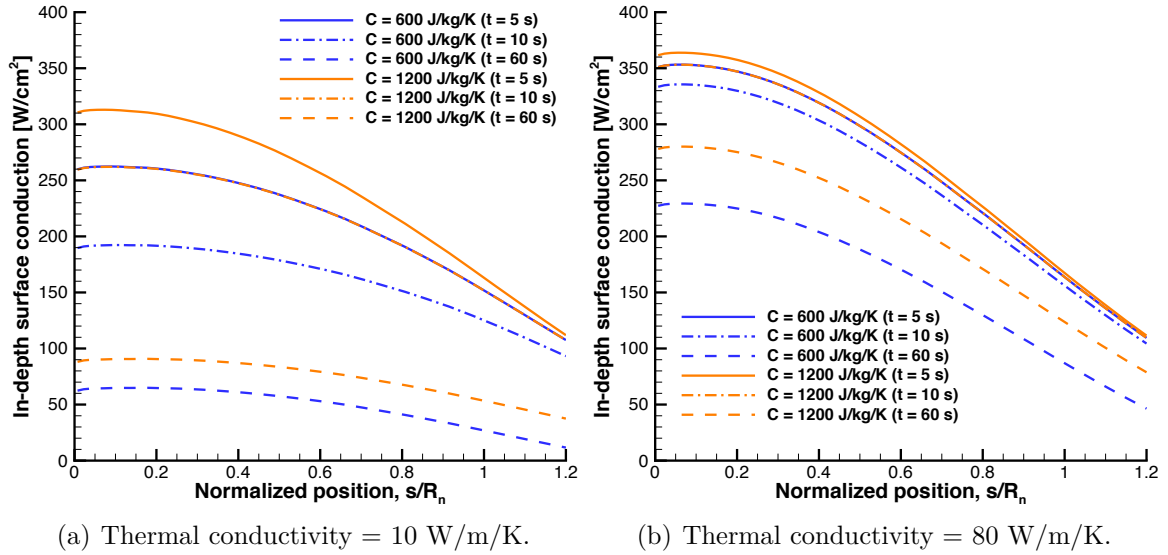 In-depth surface conduction [W/cm²]
400
350
300
250
200
150
100
50
0
C = 600 J/kg/K (t = 5 s)
C = 600 J/kg/K (t = 10 s)
C = 600 J/kg/K (t = 60 s)
C = 1200 J/kg/K (t = 5 s)
C = 1200 J/kg/K (t = 10 s)
C = 1200 J/kg/K (t = 60 s)
0 0.2 0.4 0.6 0.8 1 1.2
Normalized position, s/Rₙ
(a) Thermal conductivity = 10 W/m/K.
In-depth surface conduction [W/cm²]
400
350
300
250
200
150
100
50
0
C = 600 J/kg/K (t = 5 s)
C = 600 J/kg/K (t = 10 s)
C = 600 J/kg/K (t = 60 s)
C = 1200 J/kg/K (t = 5 s)
C = 1200 J/kg/K (t = 10 s)
C = 1200 J/kg/K (t = 60 s)
0 0.2 0.4 0.6 0.8 1 1.2
Normalized position, s/Rₙ
(b) Thermal conductivity = 80 W/m/K.